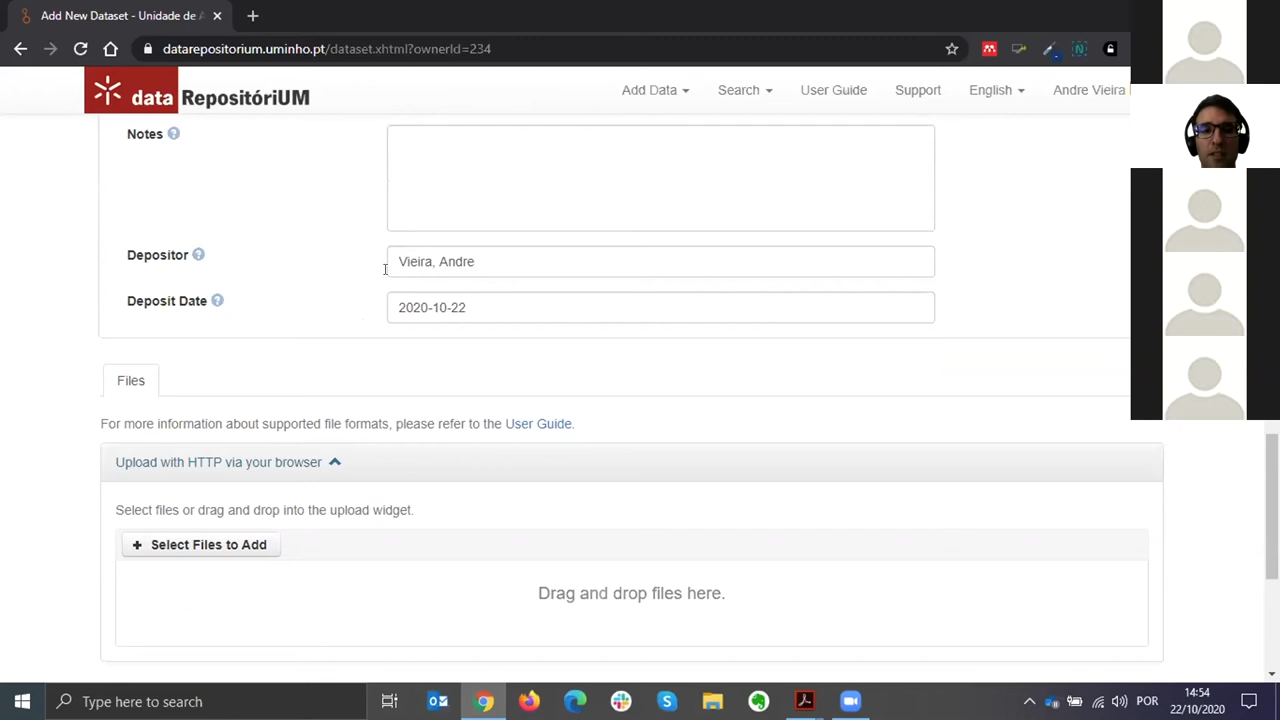 Add New Dataset - Unidade de A
datarepositorium.uminho.pt/dataset.xhtml?ownerId=234
data RepositóriUM
Add Data
Search
User Guide
Support
English
Andre Vieira
Notes
Depositor
Vieira, Andre
Deposit Date
2020-10-22
Files
For more information about supported file formats, please refer to the User Guide.
Upload with HTTP via your browser
Select files or drag and drop into the upload widget.
+ Select Files to Add
Drag and drop files here.
Type here to search
POR
14:54
22/10/2020